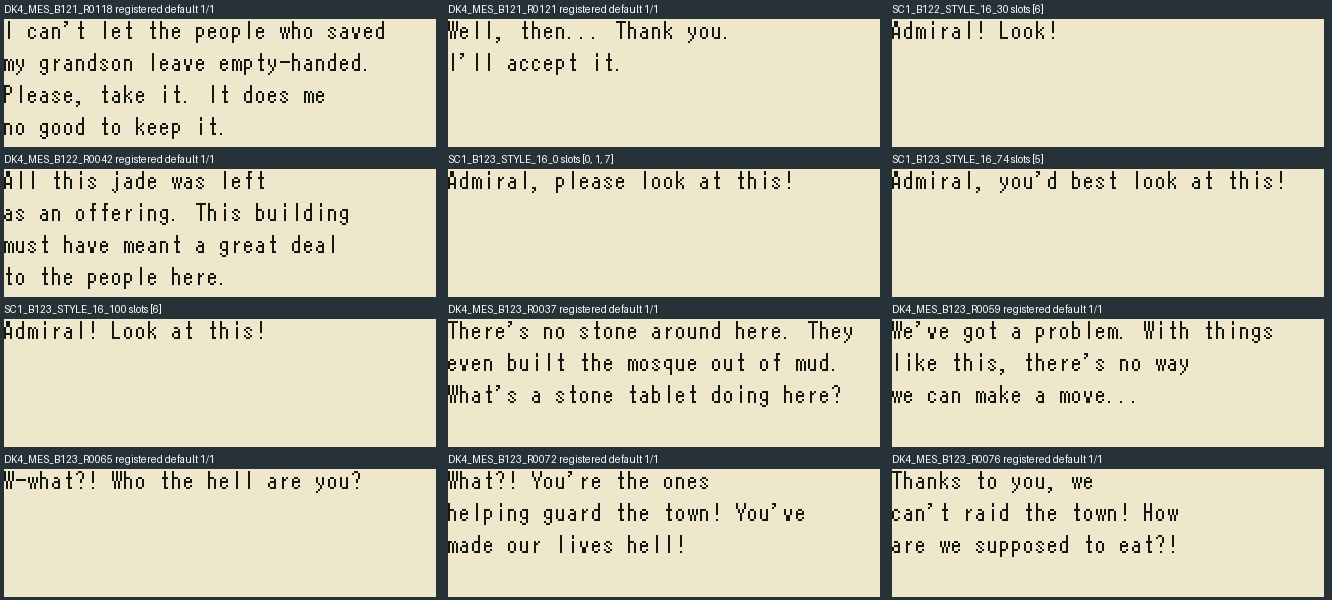 DK4_MES_B121_R0118 registered default 1/1
I can't let the people who saved
my grandson leave empty-handed.
Please, take it. It does me
no good to keep it.
DK4_MES_B121_R0121 registered default 1/1
Well, then... Thank you.
I'll accept it.
SC1_B122_STYLE_16_30 slots [6]
Admiral! Look!
DK4_MES_B122_R0042 registered default 1/1
All this jade was left
as an offering. This building
must have meant a great deal
to the people here.
SC1_B123_STYLE_16_0 slots [0, 1, 7]
Admiral, please look at this!
SC1_B123_STYLE_16_74 slots [5]
Admiral, you'd best look at this!
SC1_B123_STYLE_16_100 slots [6]
Admiral! Look at this!
DK4_MES_B123_R0037 registered default 1/1
There's no stone around here. They
even built the mosque out of mud.
What's a stone tablet doing here?
DK4_MES_B123_R0059 registered default 1/1
We've got a problem. With things
like this, there's no way
we can make a move...
DK4_MES_B123_R0065 registered default 1/1
W-what?! Who the hell are you?
DK4_MES_B123_R0072 registered default 1/1
What?! You're the ones
helping guard the town! You've
made our lives hell!
DK4_MES_B123_R0076 registered default 1/1
Thanks to you, we
can't raid the town! How
are we supposed to eat?!